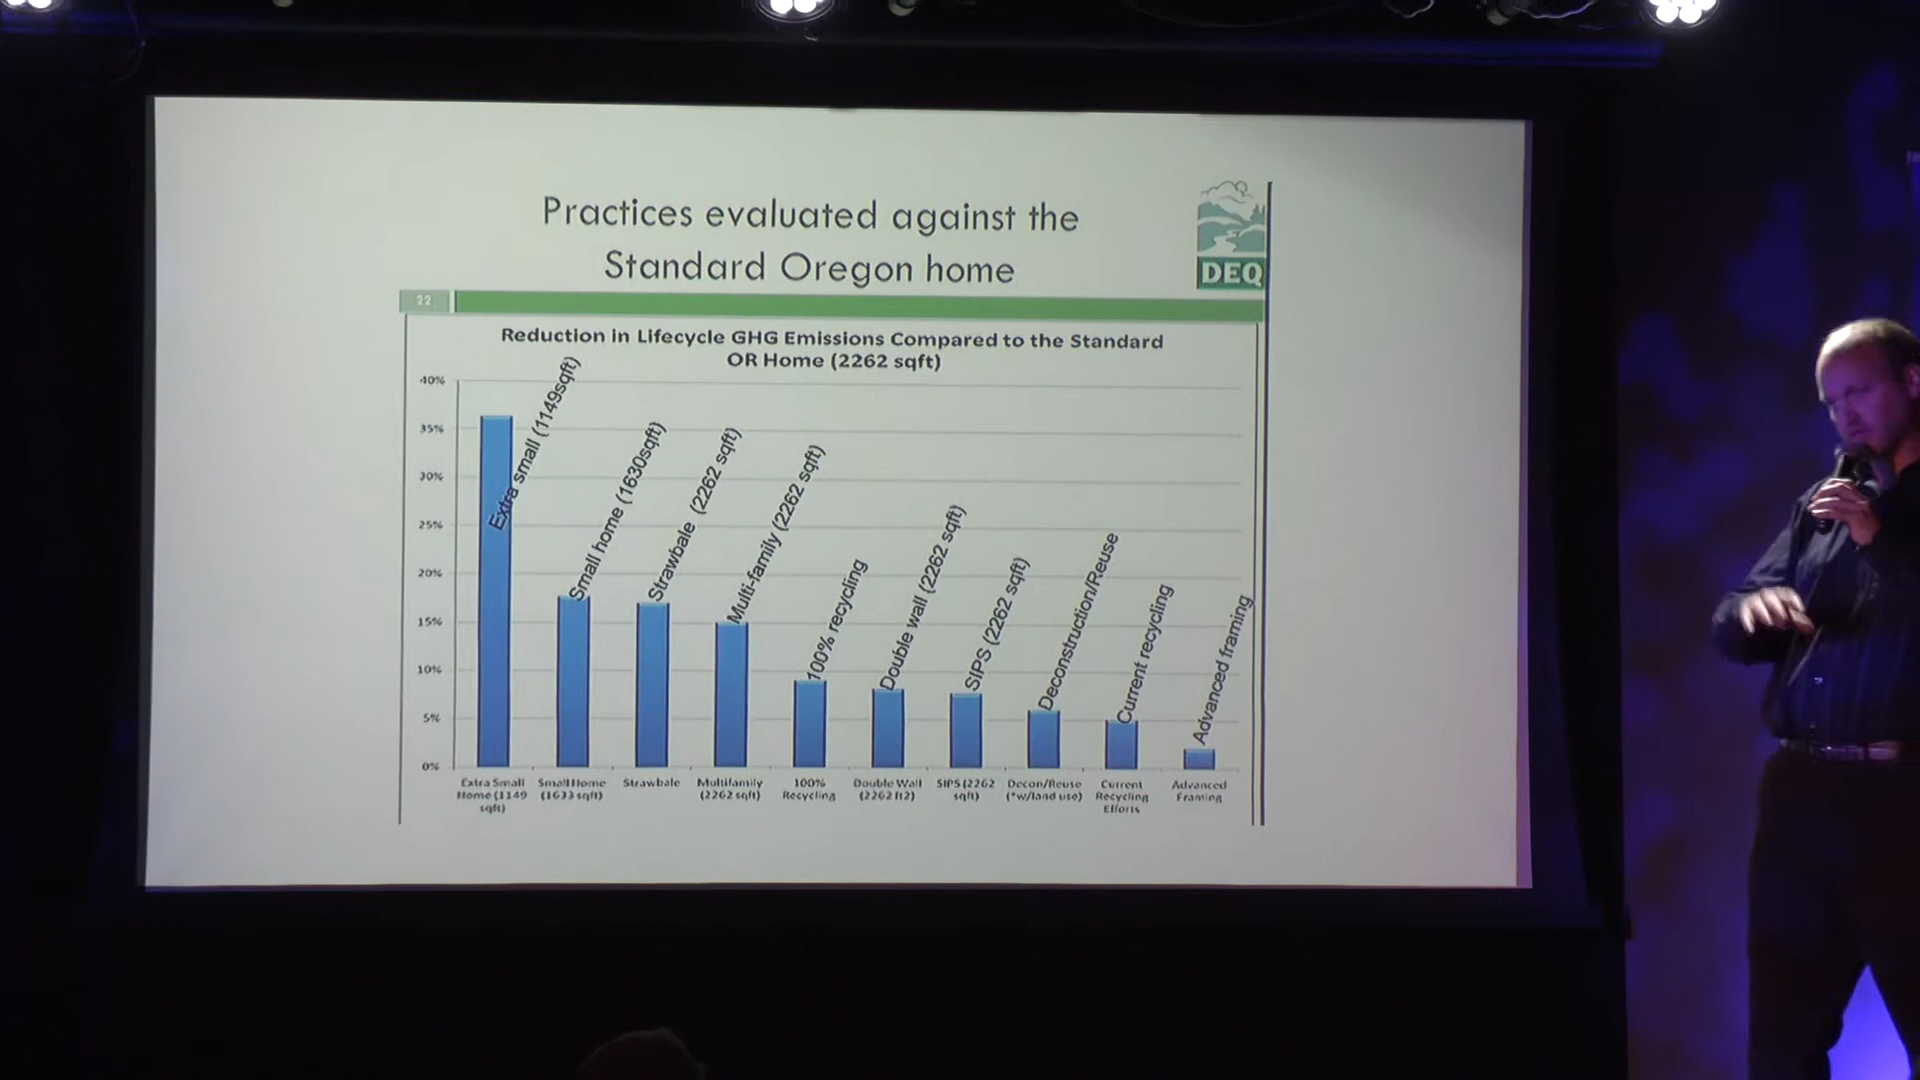 Practices evaluated against the
Standard Oregon home
DEQ
22
Reduction in Lifecycle GHG Emissions Compared to the Standard
OR Home (2262 sqft)
40%
35%
30%
25%
20%
15%
10%
5%
0%
Extra small (1149sqft)
Small home (1630sqft)
Strawbale (2262 sqft)
Multi-family (2262 sqft)
100% recycling
Double wall (2262 sqft)
SIPS (2262 sqft)
Deconstruction/Reuse
Current recycling
Advanced framing
Extra Small
Home (1149
sqft)
Small Home
(1633 sqft)
Strawbale
Multifamily
(2262 sqft)
100%
Recycling
Double Wall
(2262 ft2)
SIPS (2262
sqft)
Decon/Reuse
(*w/land use)
Current
Recycling
Efforts
Advanced
Framing